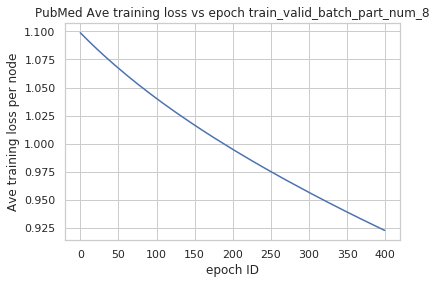 PubMed Ave training loss vs epoch train_valid_batch_part_num_8
Ave training loss per node
1.100
1.075
1.050
1.025
1.000
0.975
0.950
0.925
0 50 100 150 200 250 300 350 400
epoch ID